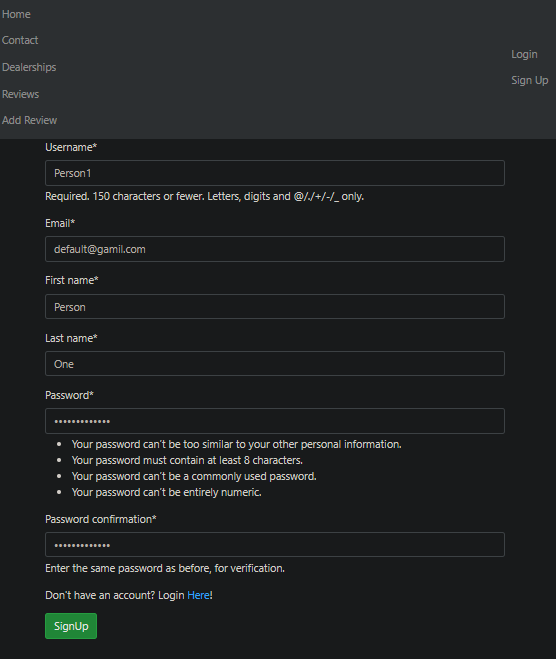 Home
Contact
Dealerships
Reviews
Add Review
Login
Sign Up
Username*
Person1
Required. 150 characters or fewer. Letters, digits and @/./+/-/_ only.
Email*
default@gamil.com
First name*
Person
Last name*
One
Password*
•••••••••••••
• Your password can't be too similar to your other personal information.
• Your password must contain at least 8 characters.
• Your password can't be a commonly used password.
• Your password can't be entirely numeric.
Password confirmation*
•••••••••••••
Enter the same password as before, for verification.
Don't have an account? Login Here!
SignUp